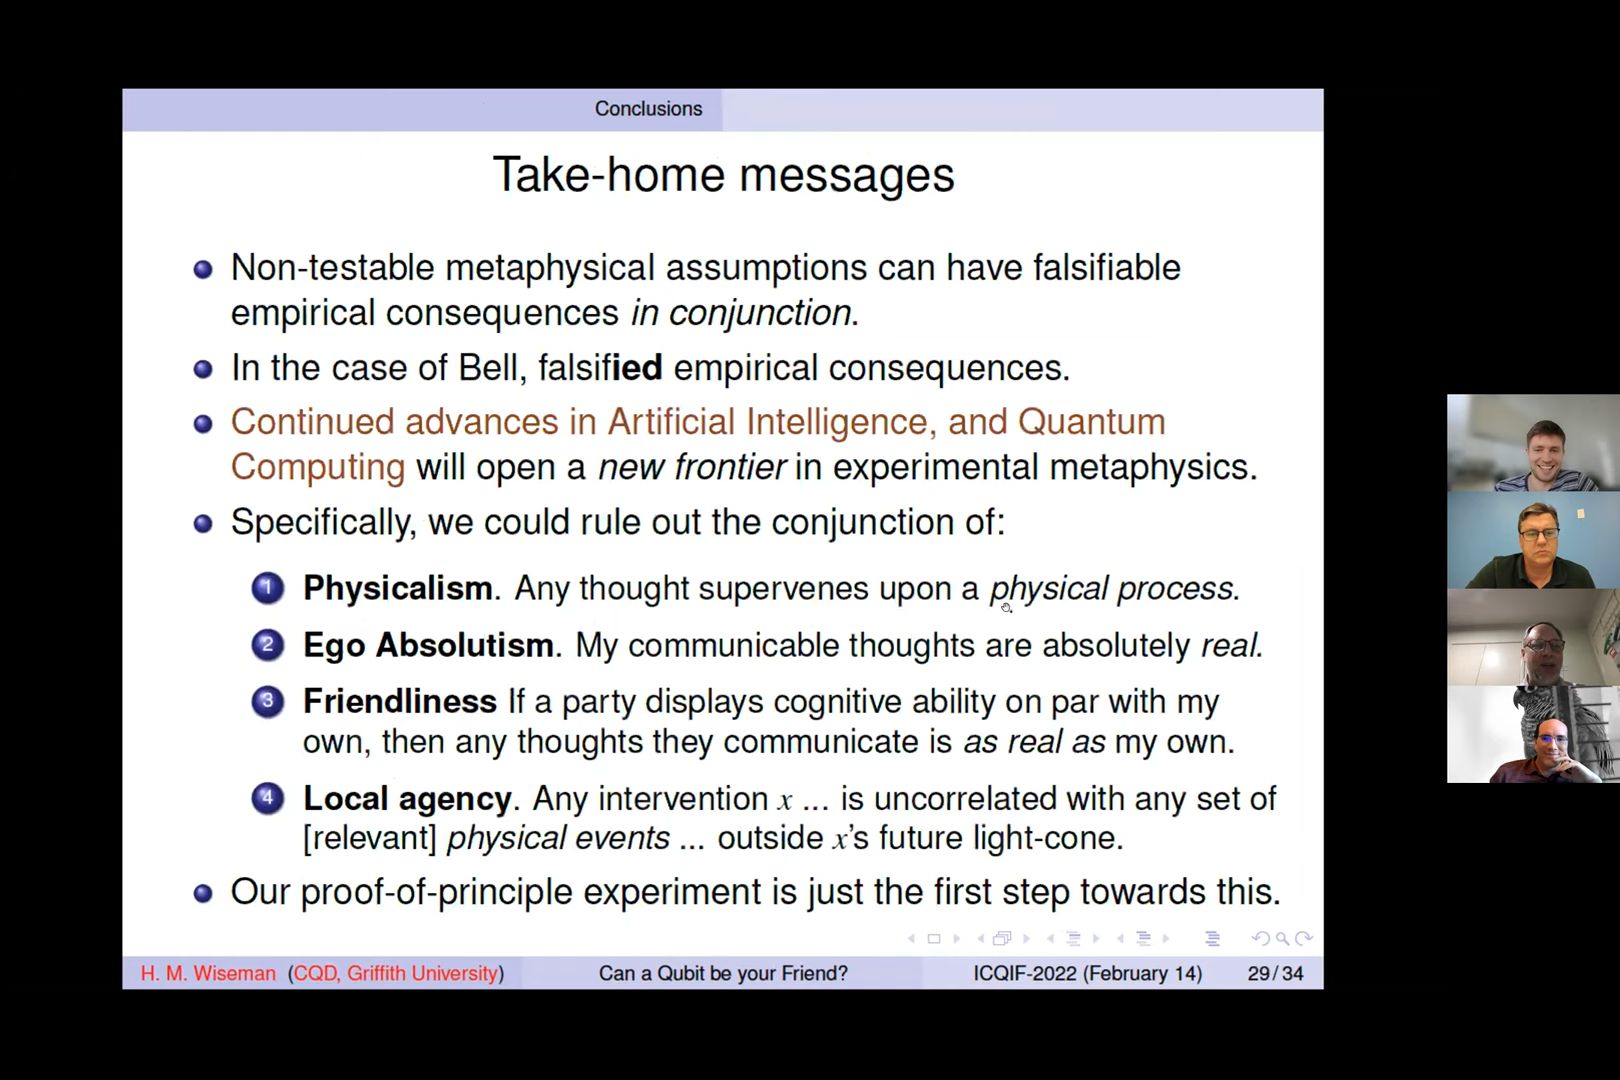 Conclusions
Take-home messages
Non-testable metaphysical assumptions can have falsifiable
empirical consequences in conjunction.
In the case of Bell, falsified empirical consequences.
Continued advances in Artificial Intelligence, and Quantum
Computing will open a new frontier in experimental metaphysics.
Specifically, we could rule out the conjunction of:
1 Physicalism. Any thought supervenes upon a physical process.
2 Ego Absolutism. My communicable thoughts are absolutely real.
3 Friendliness If a party displays cognitive ability on par with my
own, then any thoughts they communicate is as real as my own.
4 Local agency. Any intervention x ... is uncorrelated with any set of
[relevant] physical events ... outside x's future light-cone.
Our proof-of-principle experiment is just the first step towards this.
H. M. Wiseman (CQD, Griffith University) Can a Qubit be your Friend? ICQIF-2022 (February 14) 29/34